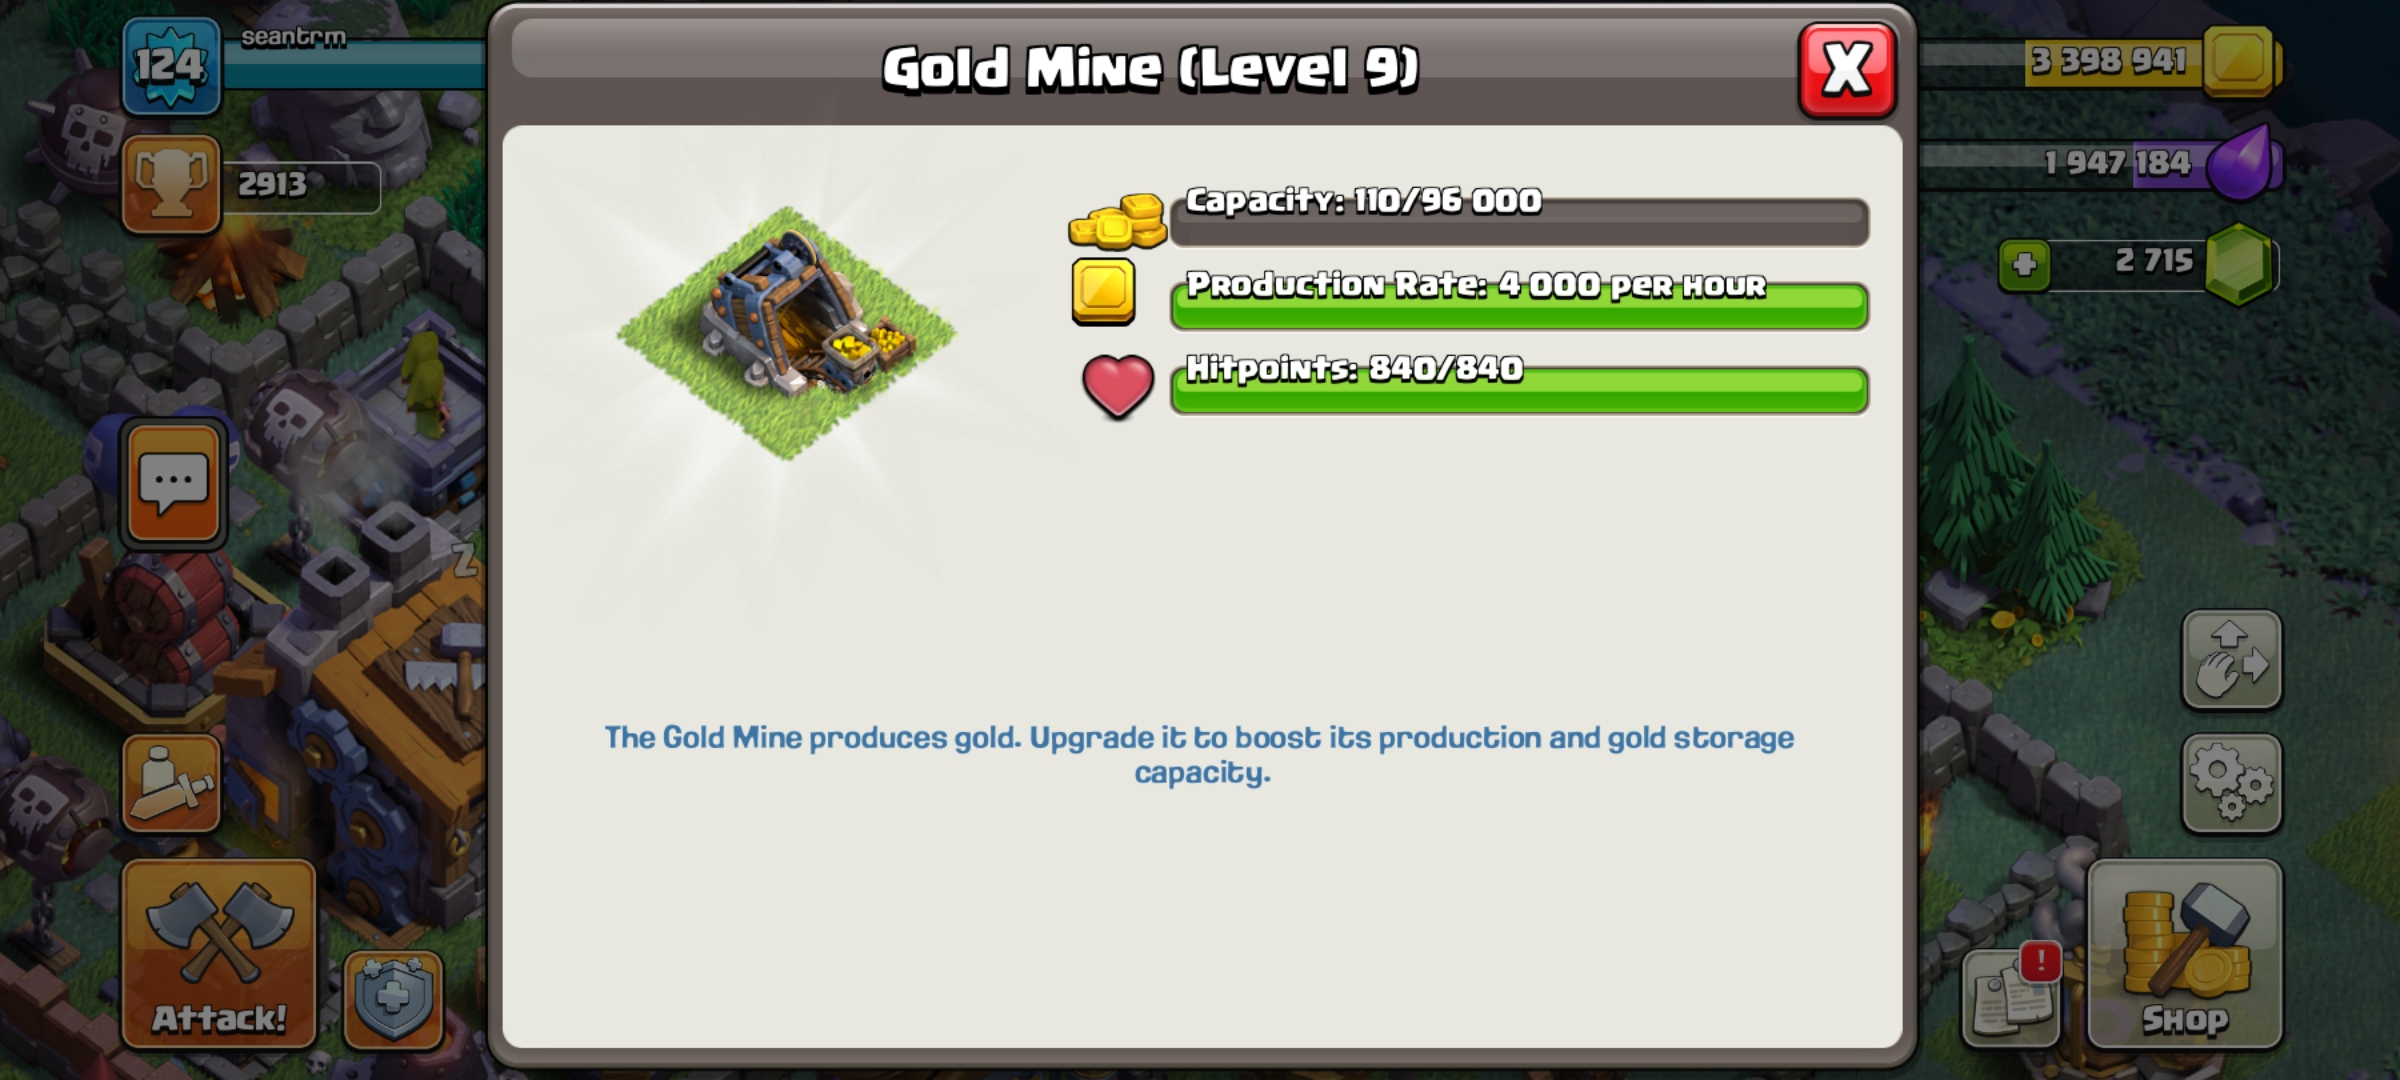 124
seantrm
2913
Gold Mine (Level 9)
X
3 398 941
1 947 184
2 715
Capacity: 110/96 000
Production Rate: 4 000 per hour
Hitpoints: 840/840
Z
The Gold Mine produces gold. Upgrade it to boost its production and gold storage
capacity.
Attack!
!
Shop